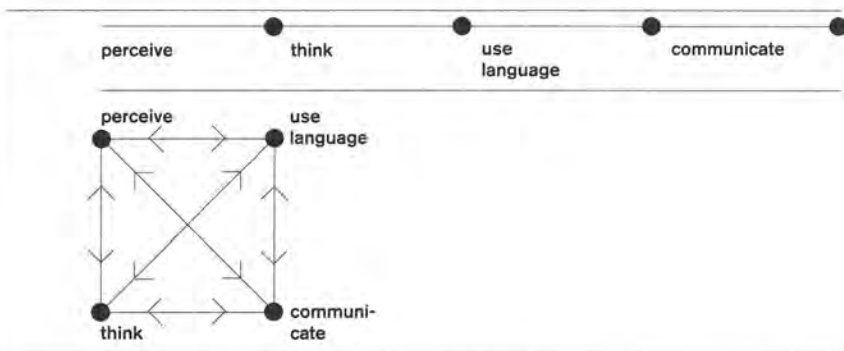 perceive think use communicate
language
perceive use
language
think communi-
cate